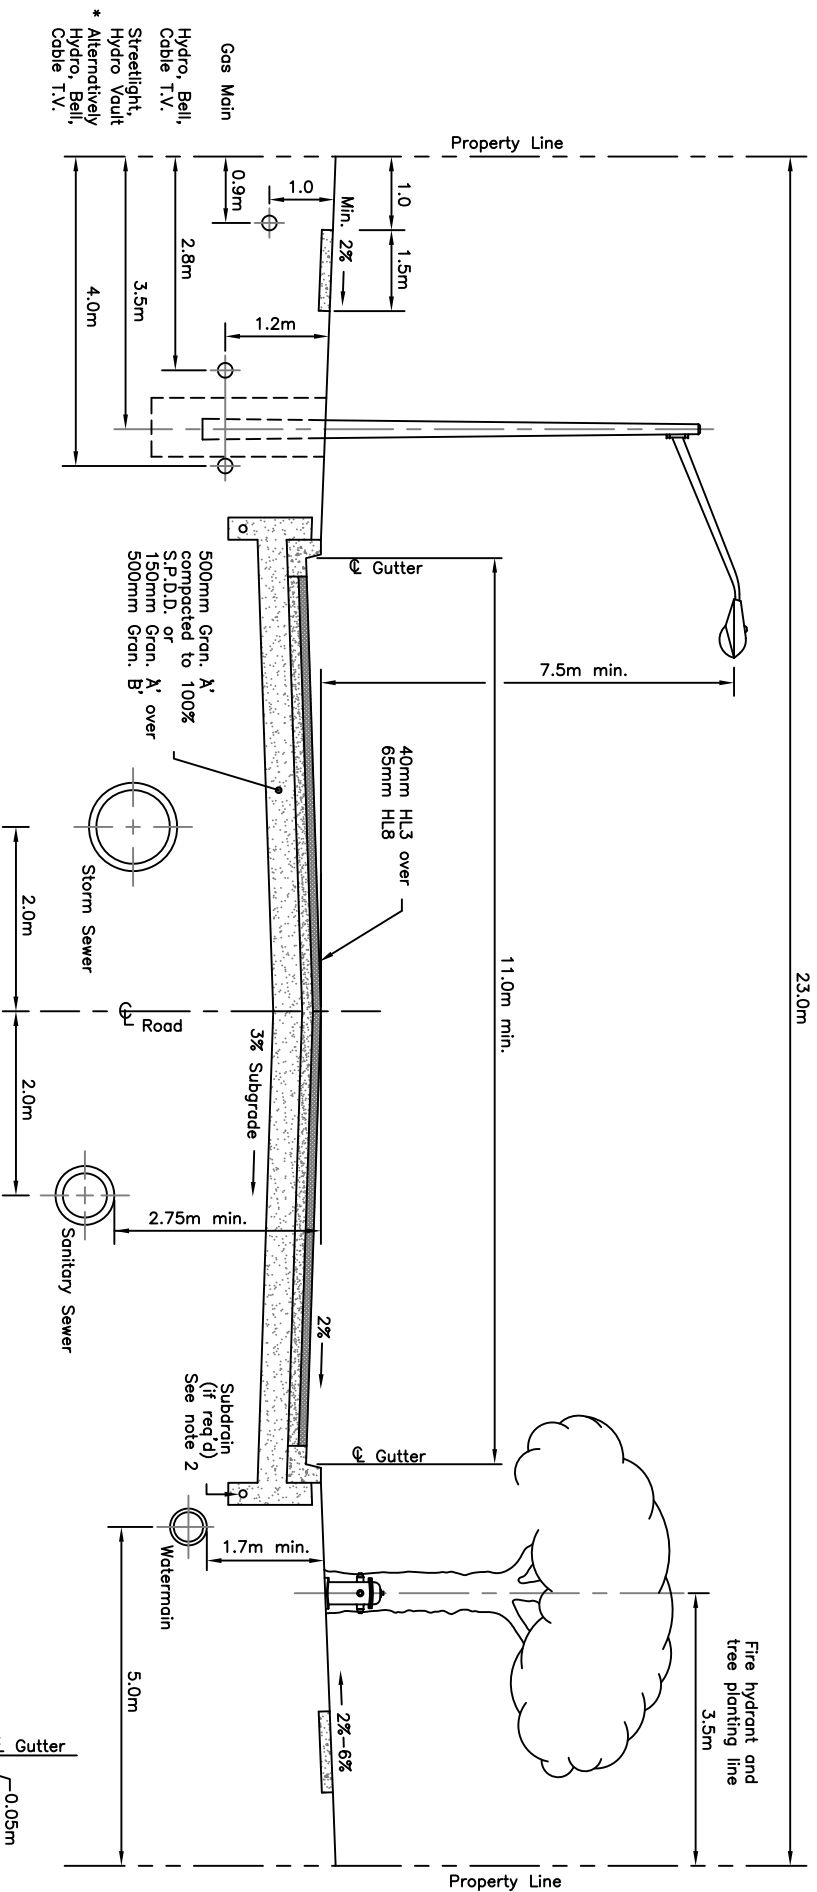 23.0m
Property Line
Property Line
Fire hydrant and
tree planting line
3.5m
7.5m min.
11.0m min.
℄ Gutter
℄ Gutter
40mm HL3 over
65mm HL8
1.0
1.5m
Min. 2%
1.0
0.9m
1.2m
2.8m
3.5m
4.0m
Gas Main
Hydro, Bell,
Cable T.V.
Streetlight,
Hydro Vault
* Alternatively
Hydro, Bell,
Cable T.V.
500mm Gran. 'A'
compacted to 100%
S.P.D.D. or
150mm Gran. 'A' over
500mm Gran. 'B'
Storm Sewer
2.0m
℄ Road
2.0m
3% Subgrade
2.75m min.
Sanitary Sewer
2%
Subdrain
(if req'd)
See note 2
1.7m min.
Watermain
5.0m
2%-6%
Gutter
0.05m